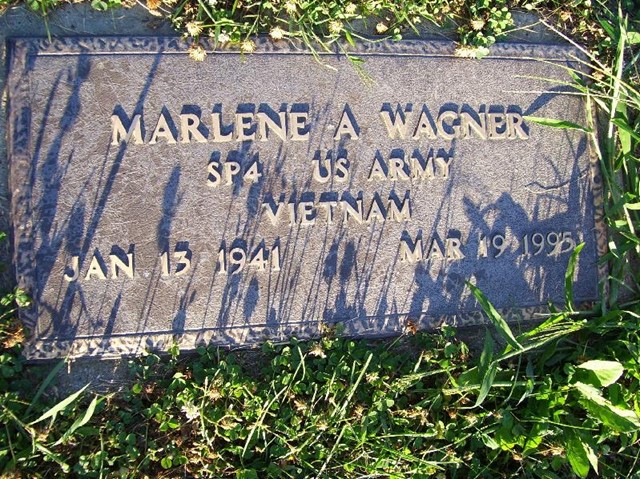 MARLENE A WAGNER
SP4 US ARMY
VIETNAM
JAN 13 1941 MAR 19 1995